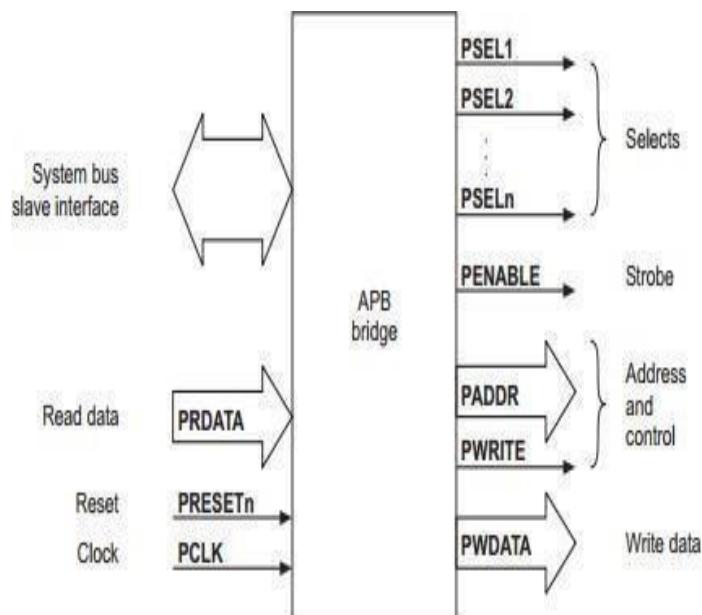 System bus
slave interface
Read data
PRDATA
Reset
PRESETn
Clock
PCLK
APB
bridge
PSEL1
PSEL2
PSELn
Selects
PENABLE
Strobe
PADDR
PWRITE
Address
and
control
PWDATA
Write data